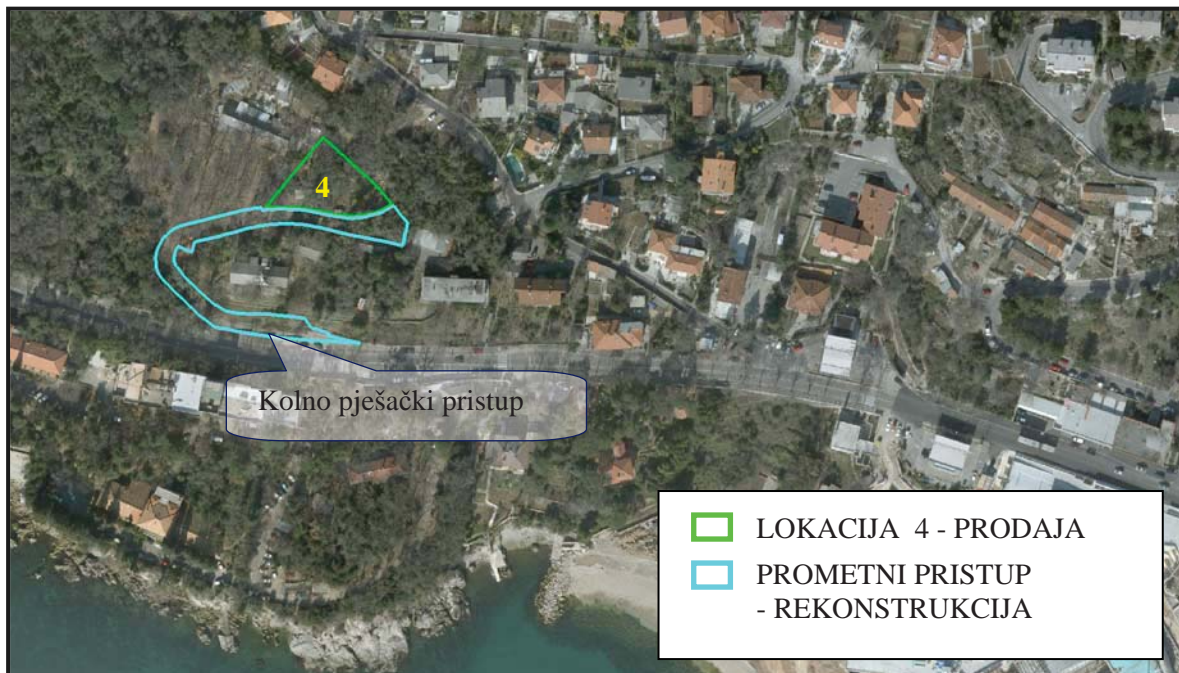 4
Kolno pješački pristup
LOKACIJA 4 - PRODAJA
PROMETNI PRISTUP
- REKONSTRUKCIJA